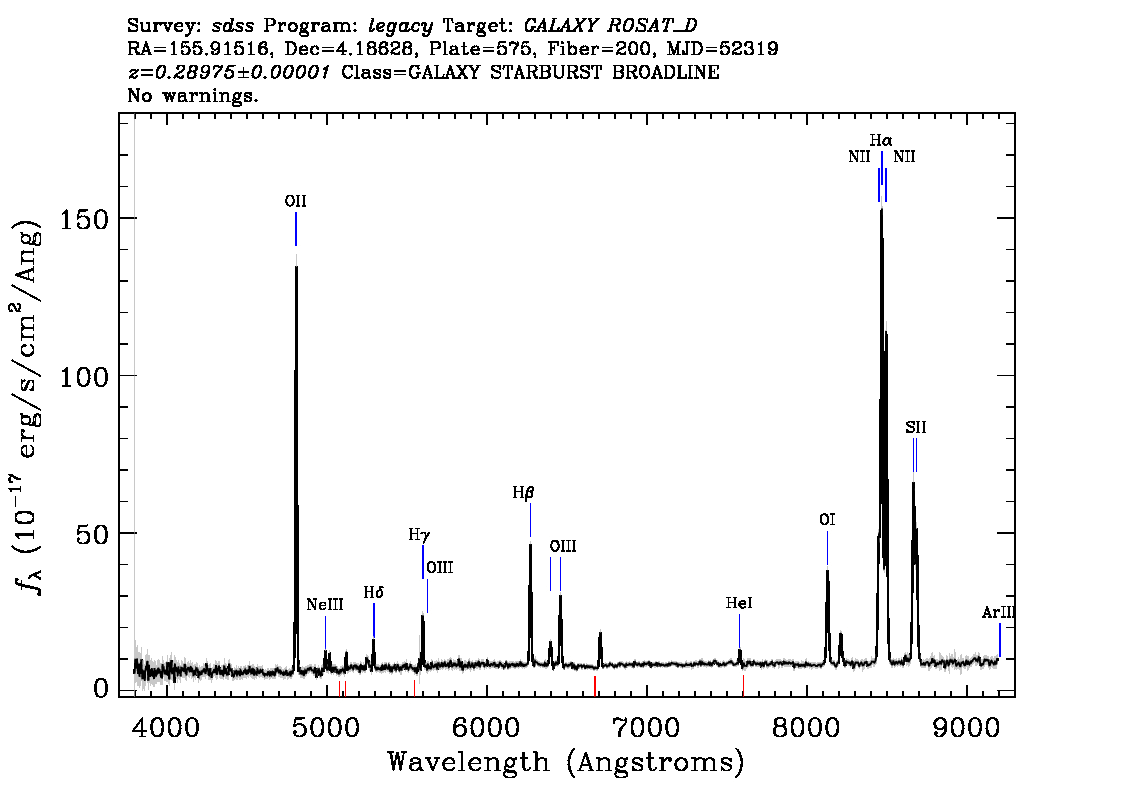 Survey: sdss Program: legacy Target: GALAXY ROSAT_D
RA=155.91516, Dec=4.18628, Plate=575, Fiber=200, MJD=52319
z=0.28975±0.00001 Class=GALAXY STARBURST BROADLINE
No warnings.
Hα
NII NII
OII
150
100
SII
Hβ
50
OI
Hγ
OIII
OIII
Hδ
NeIII
HeI
ArIII
0
4000 5000 6000 7000 8000 9000
Wavelength (Angstroms)
f_λ (10⁻¹⁷ erg/s/cm²/Ang)